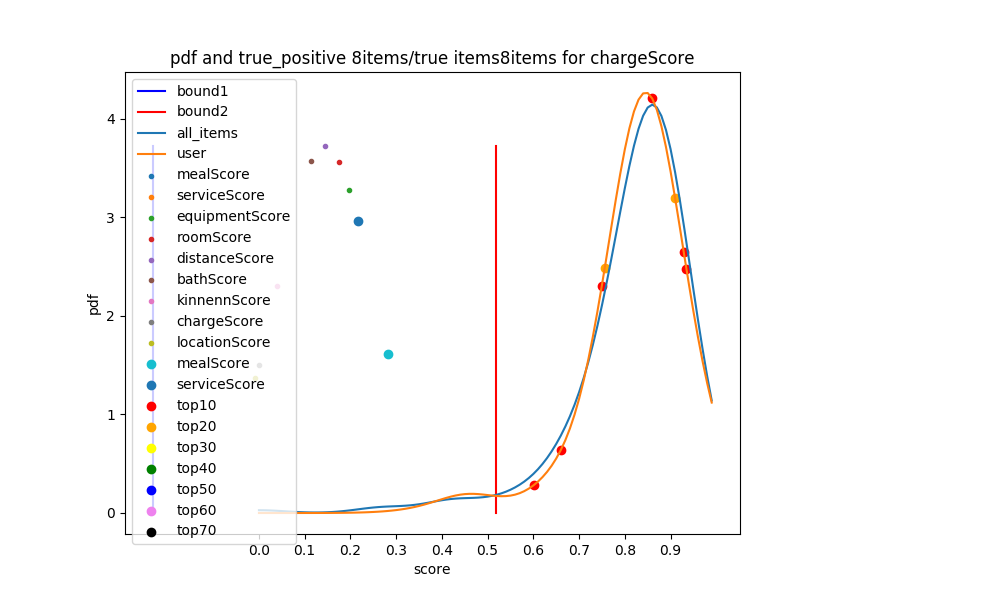 pdf and true_positive 8items/true items8items for chargeScore
bound1
bound2
all_items
user
mealScore
serviceScore
equipmentScore
roomScore
distanceScore
bathScore
kinnennScore
chargeScore
locationScore
mealScore
serviceScore
top10
top20
top30
top40
top50
top60
top70
pdf
4
3
2
1
0
0.0 0.1 0.2 0.3 0.4 0.5 0.6 0.7 0.8 0.9
score